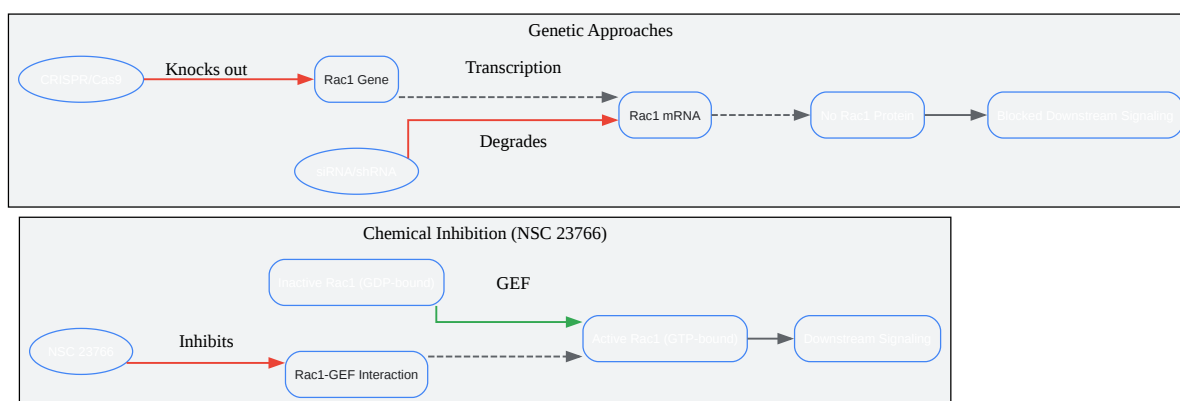 Genetic Approaches
CRISPR/Cas9
Knocks out
Rac1 Gene
Transcription
Rac1 mRNA
No Rac1 Protein
Blocked Downstream Signaling
Degrades
siRNA/shRNA
Chemical Inhibition (NSC 23766)
Inactive Rac1 (GDP-bound)
GEF
NSC 23766
Inhibits
Rac1-GEF Interaction
Active Rac1 (GTP-bound)
Downstream Signaling